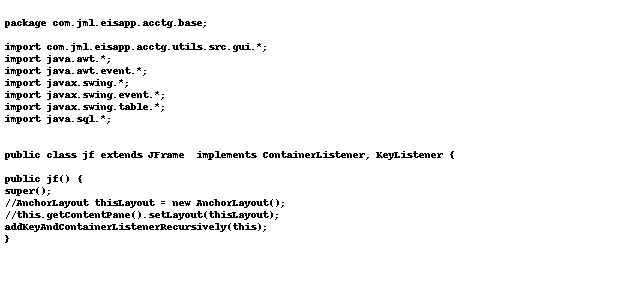 package com.jml.eisapp.acctg.base;
import com.jml.eisapp.acctg.utils.src.gui.*;
import java.awt.*;
import java.awt.event.*;
import javax.swing.*;
import javax.swing.event.*;
import javax.swing.table.*;
import java.sql.*;
public class jf extends JFrame  implements ContainerListener, KeyListener {
public jf() {
super();
//AnchorLayout thisLayout = new AnchorLayout();
//this.getContentPane().setLayout(thisLayout);
addKeyAndContainerListenerRecursively(this);
}